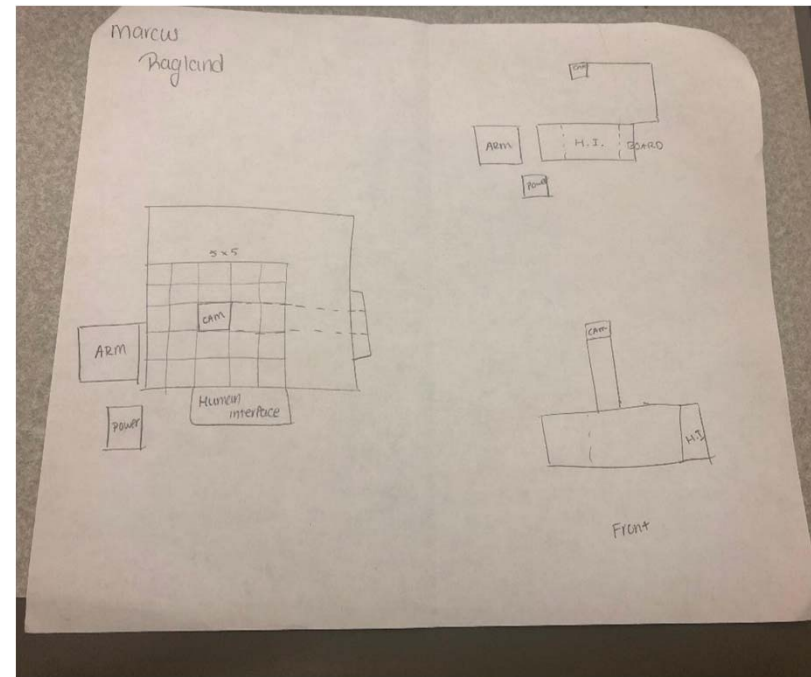 Marcus
Ragland
CAM
ARM
H.I.
BOARD
Power
5x5
CAM
ARM
Human
interface
Power
CAM
H.I
Front